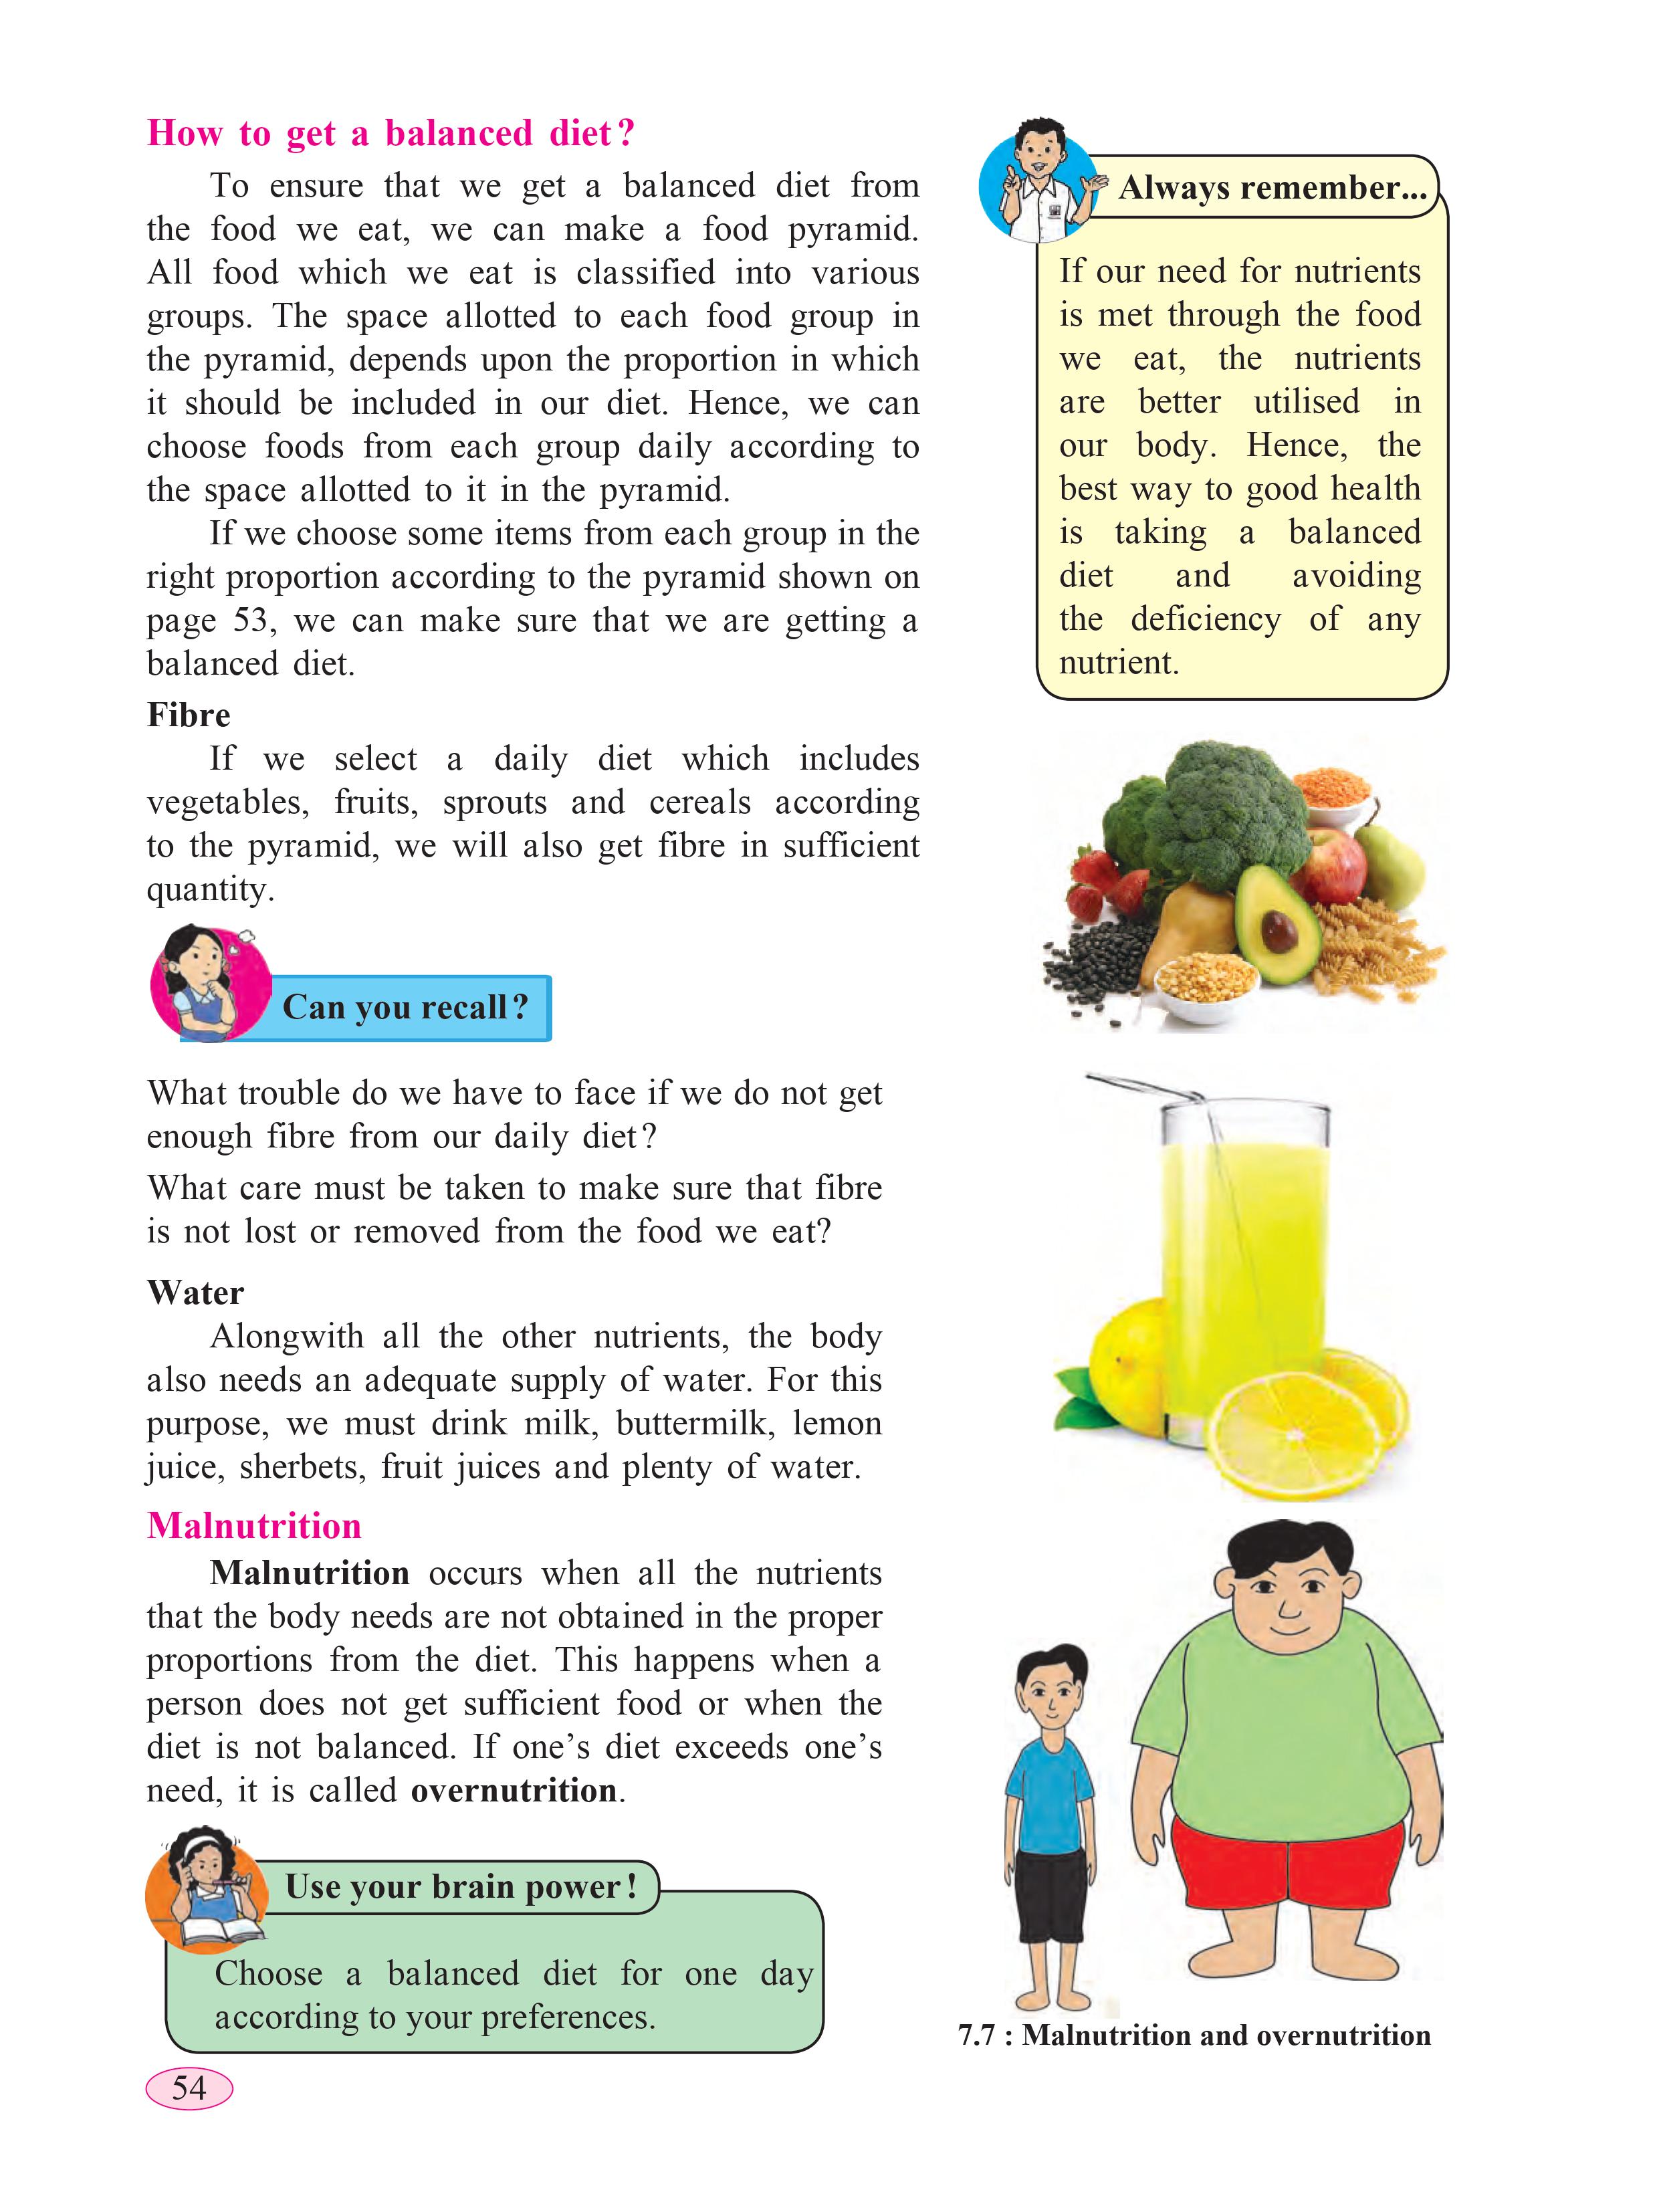 How to get a balanced diet?
To ensure that we get a balanced diet from
the food we eat, we can make a food pyramid.
All food which we eat is classified into various
groups. The space allotted to each food group in
the pyramid, depends upon the proportion in which
it should be included in our diet. Hence, we can
choose foods from each group daily according to
the space allotted to it in the pyramid.
If we choose some items from each group in the
right proportion according to the pyramid shown on
page 53, we can make sure that we are getting a
balanced diet.
Fibre
If we select a daily diet which includes
vegetables, fruits, sprouts and cereals according
to the pyramid, we will also get fibre in sufficient
quantity.
Can you recall?
What trouble do we have to face if we do not get
enough fibre from our daily diet?
What care must be taken to make sure that fibre
is not lost or removed from the food we eat?
Water
Alongwith all the other nutrients, the body
also needs an adequate supply of water. For this
purpose, we must drink milk, buttermilk, lemon
juice, sherbets, fruit juices and plenty of water.
Malnutrition
Malnutrition occurs when all the nutrients
that the body needs are not obtained in the proper
proportions from the diet. This happens when a
person does not get sufficient food or when the
diet is not balanced. If one's diet exceeds one's
need, it is called overnutrition.
Use your brain power!
Choose a balanced diet for one day
according to your preferences.
Always remember...
If our need for nutrients
is met through the food
we eat, the nutrients
are better utilised in
our body. Hence, the
best way to good health
is taking a balanced
diet and avoiding
the deficiency of any
nutrient.
7.7 : Malnutrition and overnutrition
54